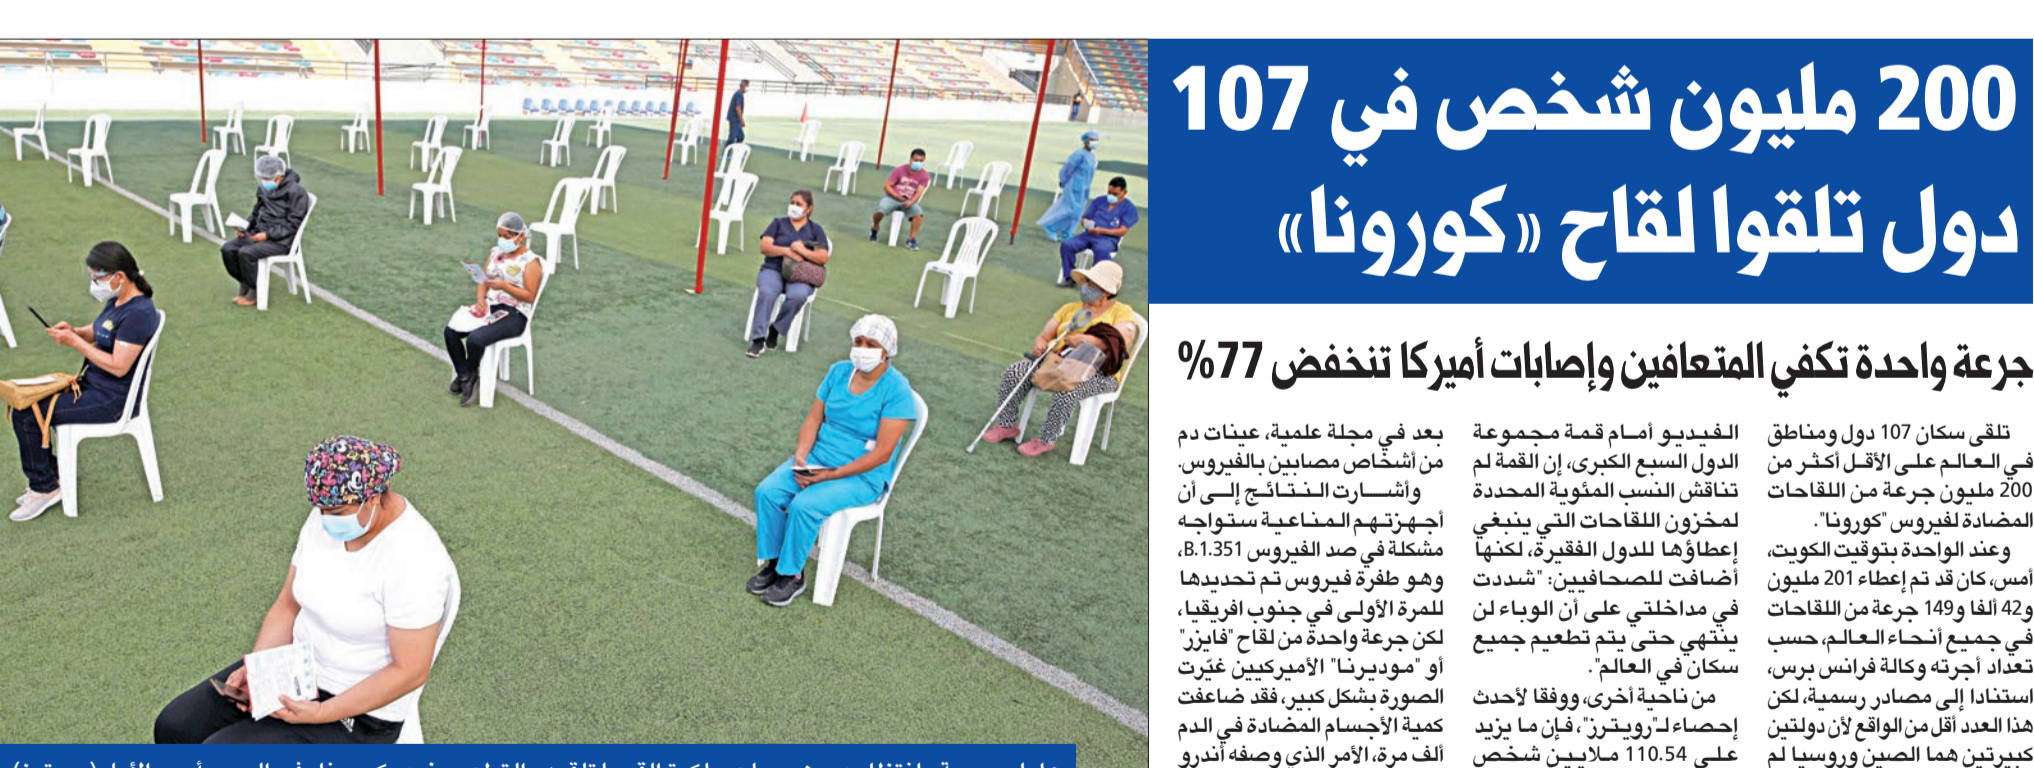 200 مليون شخص في 107
دول تلقوا لقاح «كورونا»
جرعة واحدة تكفي المتعافين وإصابات أميركا تنخفض 77%
تلقى سكان 107 دول ومناطق
في العالم على الأقل أكثر من
200 مليون جرعة من اللقاحات
المضادة لفيروس "كورونا".
وعند الواحدة بتوقيت الكويت،
أمس، كان قد تم إعطاء 201 مليون
و42 ألفا و149 جرعة من اللقاحات
في جميع أنحاء العالم، حسب
تعداد أجرته وكالة فرانس برس،
استنادا إلى مصادر رسمية، لكن
هذا العدد أقل من الواقع لأن دولتين
كبيرتين هما الصين وروسيا لم
الفيديو أمام قمة مجموعة
الدول السبع الكبرى، إن القمة لم
تناقش النسب المئوية المحددة
لمخزون اللقاحات التي ينبغي
إعطاؤها للدول الفقيرة، لكنها
أضافت للصحافيين: "شددت
في مداخلتي على أن الوباء لن
ينتهي حتى يتم تطعيم جميع
سكان في العالم".
من ناحية أخرى، ووفقا لأحدث
إحصاء لـ"رويترز"، فإن ما يزيد
على 110.54 ملايين شخص
بعد في مجلة علمية، عينات دم
من أشخاص مصابين بالفيروس.
وأشارت النتائج إلى أن
أجهزتهم المناعية ستواجه
مشكلة في صد الفيروس B.1.351،
وهو طفرة فيروس تم تحديدها
للمرة الأولى في جنوب افريقيا،
لكن جرعة واحدة من لقاح "فايزر"
أو "موديرنا" الأميركيين غيّرت
الصورة بشكل كبير، فقد ضاعفت
كمية الأجسام المضادة في الدم
ألف مرة، الأمر الذي وصفه أندرو